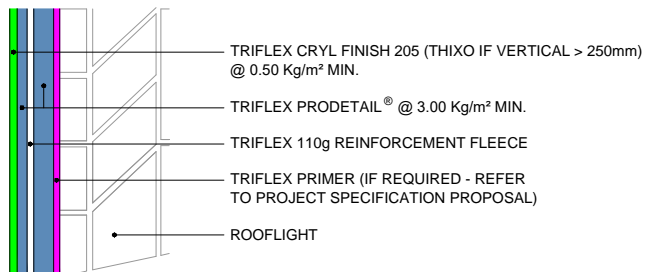 TRIFLEX CRYL FINISH 205 (THIXO IF VERTICAL > 250mm)
@ 0.50 Kg/m² MIN.
TRIFLEX PRODETAIL® @ 3.00 Kg/m² MIN.
TRIFLEX 110g REINFORCEMENT FLEECE
TRIFLEX PRIMER (IF REQUIRED - REFER
TO PROJECT SPECIFICATION PROPOSAL)
ROOFLIGHT